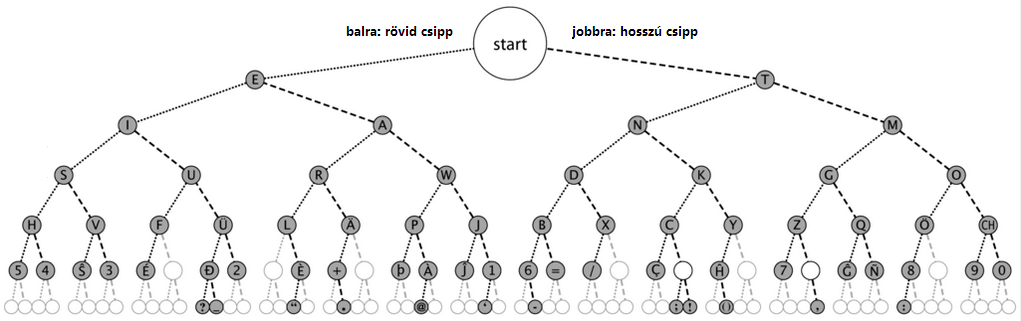 balra: rövid csipp start jobbra: hosszú csipp
E T
I A N M
S U R W D K G O
H V F Ü L Ä P J B X C Y Z Q Ö CH
5 4 Ŝ 3 É Đ 2 È + þ À Ĵ 1 6 = / Ç Ĥ 7 Ĝ Ñ 8 9 0
? _ " . @ ' - ; ! () , :